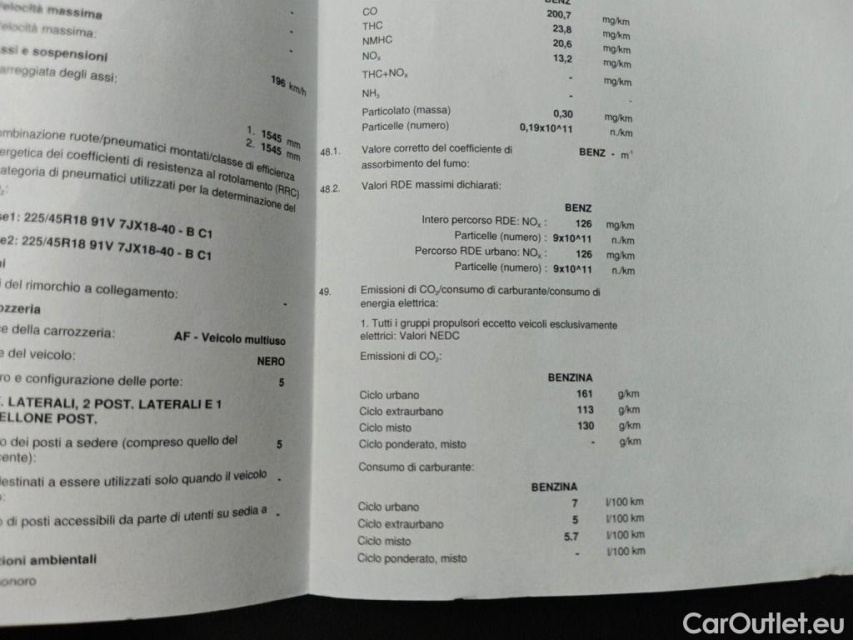 elocità massima
elocità massima:
ssi e sospensioni
arreggiata degli assi:
196 km/h
1. 1545 mm
2. 1545 mm
mbinazione ruote/pneumatici montati/classe di efficienza
ergetica dei coefficienti di resistenza al rotolamento (RRC)
ategoria di pneumatici utilizzati per la determinazione del
se1: 225/45R18 91V 7JX18-40 - B C1
e2: 225/45R18 91V 7JX18-40 - B C1
i del rimorchio a collegamento: -
ozzeria
ce della carrozzeria: AF - Veicolo multiuso
e del veicolo: NERO
ro e configurazione delle porte: 5
. LATERALI, 2 POST. LATERALI E 1
ELLONE POST.
o dei posti a sedere (compreso quello del 5
ente):
estinati a essere utilizzati solo quando il veicolo -
o di posti accessibili da parte di utenti su sedia a -
zioni ambientali
onoro
BENZ
CO 200,7 mg/km
THC 23,8 mg/km
NMHC 20,6 mg/km
NOx 13,2 mg/km
THC+NOx - mg/km
NH3 - -
Particolato (massa) 0,30 mg/km
Particelle (numero) 0,19x10^11 n./km
48.1. Valore corretto del coefficiente di BENZ - m-1
assorbimento del fumo:
48.2. Valori RDE massimi dichiarati:
BENZ
Intero percorso RDE: NOx : 126 mg/km
Particelle (numero) : 9x10^11 n./km
Percorso RDE urbano: NOx : 126 mg/km
Particelle (numero) : 9x10^11 n./km
49. Emissioni di CO2/consumo di carburante/consumo di
energia elettrica:
1. Tutti i gruppi propulsori eccetto veicoli esclusivamente
elettrici: Valori NEDC
Emissioni di CO2:
BENZINA
Ciclo urbano 161 g/km
Ciclo extraurbano 113 g/km
Ciclo misto 130 g/km
Ciclo ponderato, misto - g/km
Consumo di carburante:
BENZINA
Ciclo urbano 7 l/100 km
Ciclo extraurbano 5 l/100 km
Ciclo misto 5.7 l/100 km
Ciclo ponderato, misto - l/100 km
CarOutlet.eu